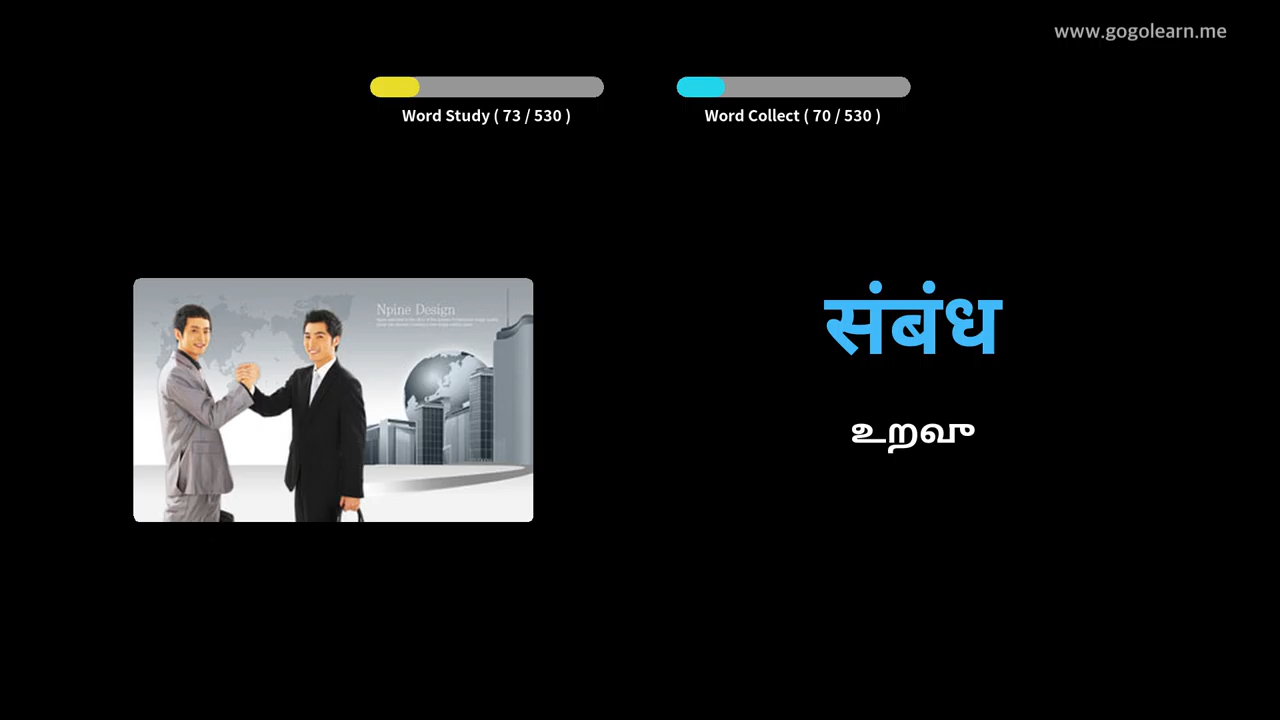 www.gogolearn.me
Word Study ( 73 / 530 )
Word Collect ( 70 / 530 )
Npine Design
संबंध
உறவு